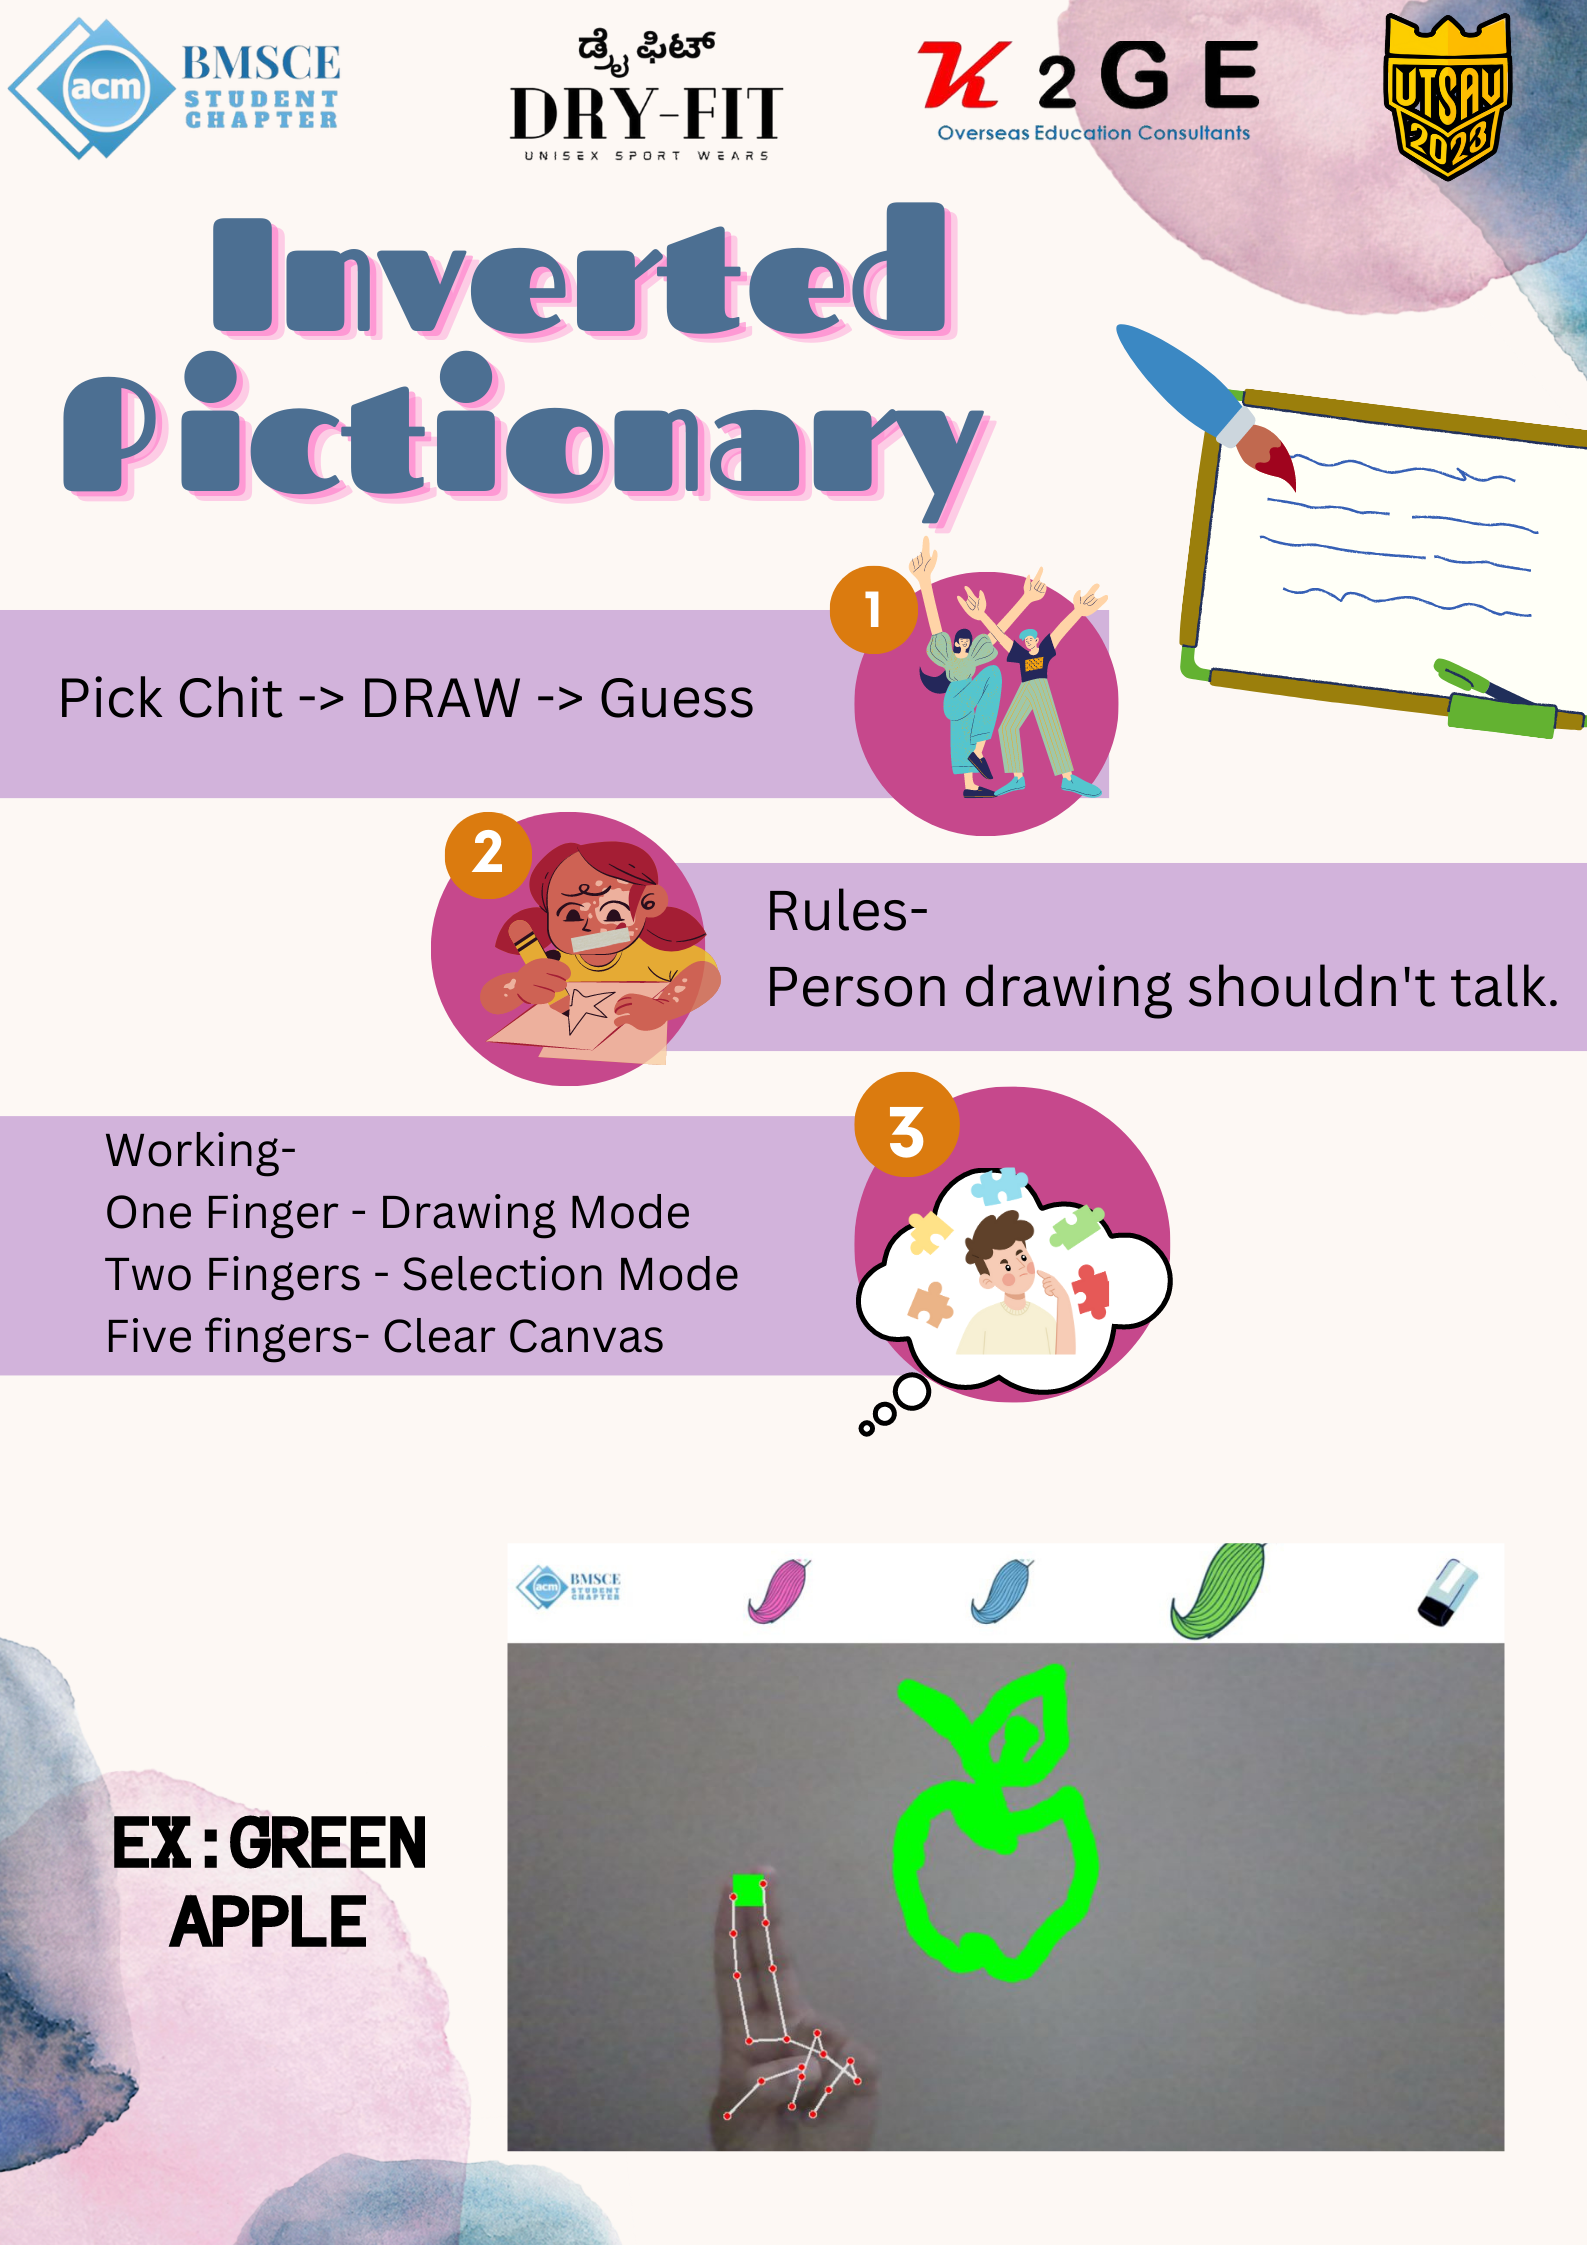 acm
BMSCE
STUDENT
CHAPTER
ಡ್ರೈ ಫಿಟ್
DRY-FIT
UNISEX SPORT WEARS
K 2 G E
Overseas Education Consultants
UTSAV
2023
Inverted
Pictionary
1
Pick Chit -> DRAW -> Guess
2
Rules-
Person drawing shouldn't talk.
3
Working-
One Finger - Drawing Mode
Two Fingers - Selection Mode
Five fingers- Clear Canvas
acm
BMSCE
STUDENT
CHAPTER
EX:GREEN
APPLE